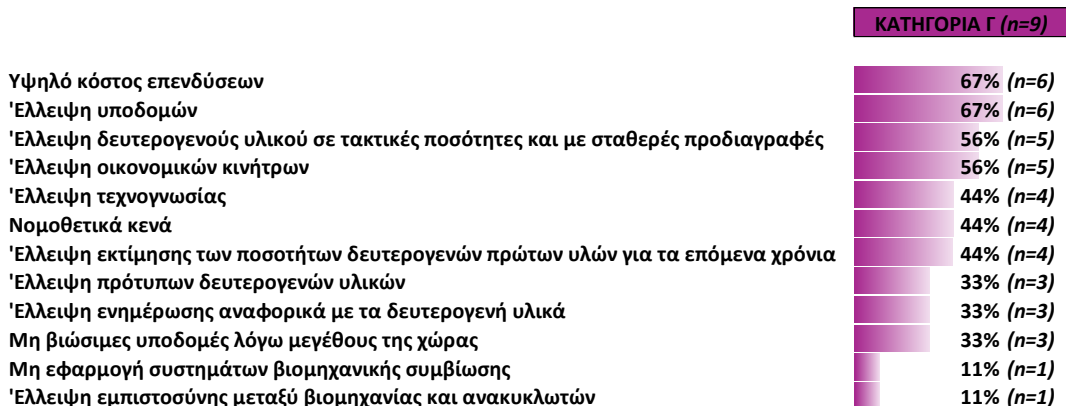 ΚΑΤΗΓΟΡΙΑ Γ (n=9)
Υψηλό κόστος επενδύσεων 67% (n=6)
'Ελλειψη υποδομών 67% (n=6)
'Ελλειψη δευτερογενούς υλικού σε τακτικές ποσότητες και με σταθερές προδιαγραφές 56% (n=5)
'Ελλειψη οικονομικών κινήτρων 56% (n=5)
'Ελλειψη τεχνογνωσίας 44% (n=4)
Νομοθετικά κενά 44% (n=4)
'Ελλειψη εκτίμησης των ποσοτήτων δευτερογενών πρώτων υλών για τα επόμενα χρόνια 44% (n=4)
'Ελλειψη πρότυπων δευτερογενών υλικών 33% (n=3)
'Ελλειψη ενημέρωσης αναφορικά με τα δευτερογενή υλικά 33% (n=3)
Μη βιώσιμες υποδομές λόγω μεγέθους της χώρας 33% (n=3)
Μη εφαρμογή συστημάτων βιομηχανικής συμβίωσης 11% (n=1)
'Ελλειψη εμπιστοσύνης μεταξύ βιομηχανίας και ανακυκλωτών 11% (n=1)